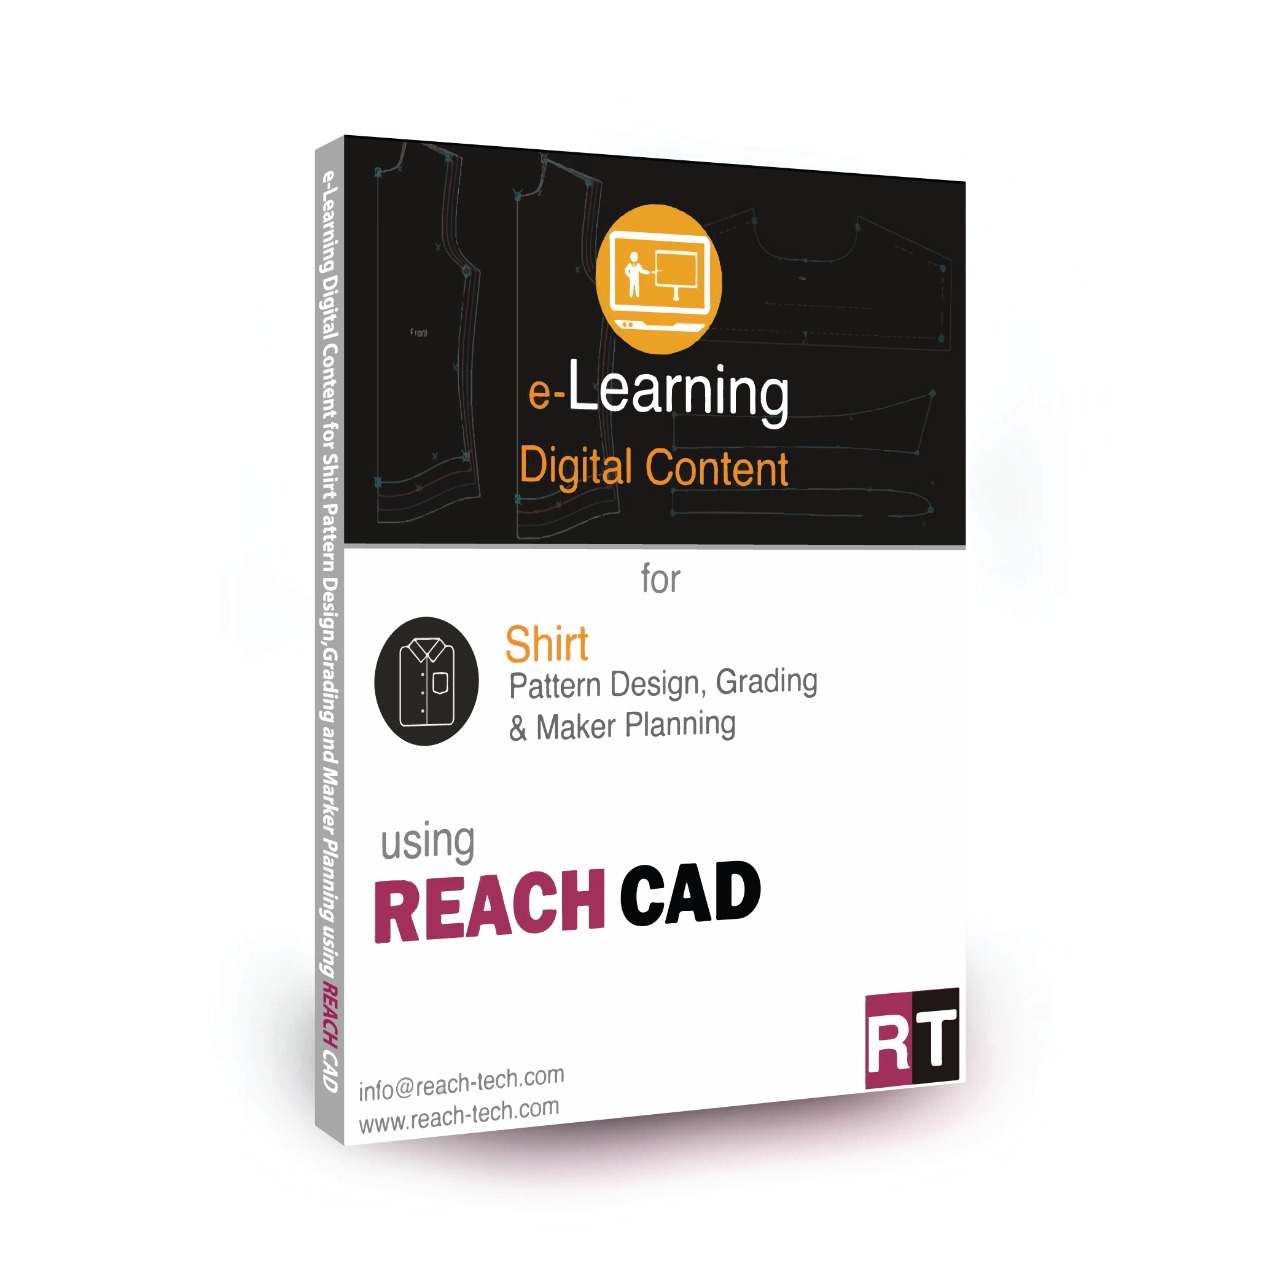 e-Learning Digital Content for Shirt Pattern Design,Grading and Marker Planning using REACH CAD
Front
e-Learning
Digital Content
for
Shirt
Pattern Design, Grading
& Maker Planning
using
REACH CAD
RT
info@reach-tech.com
www.reach-tech.com